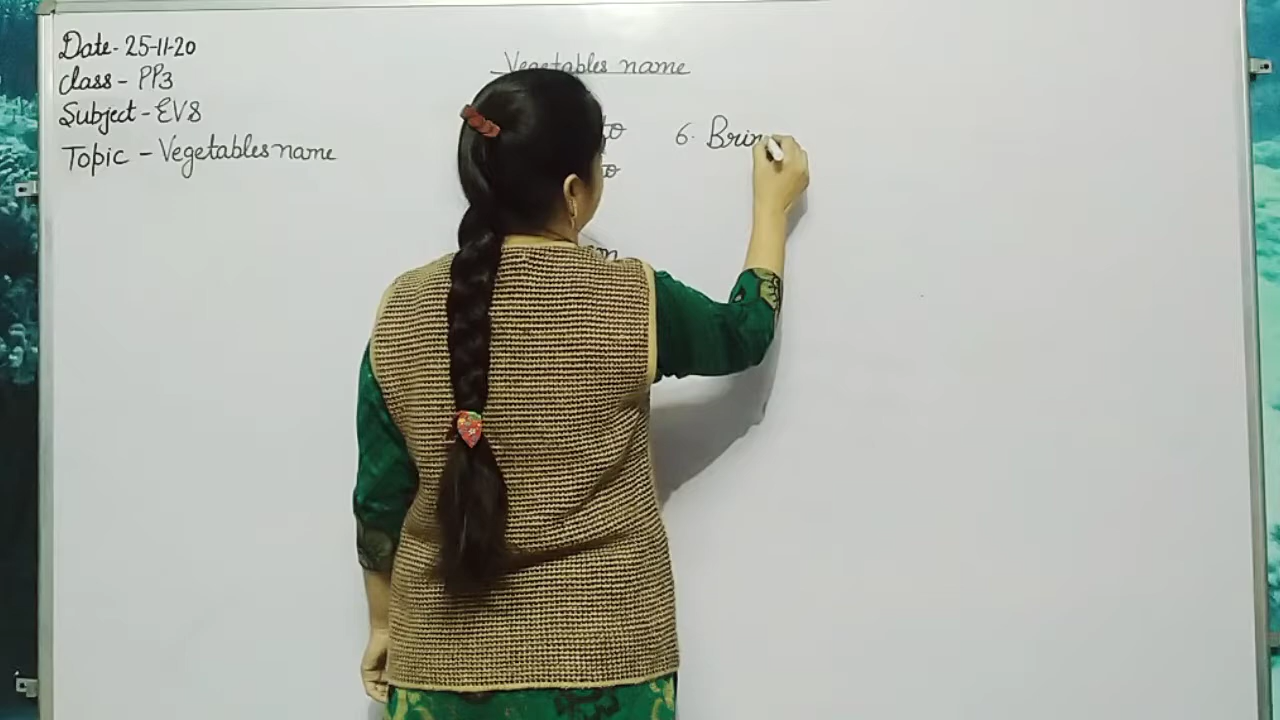 Date - 25-11-20
Class - PP3
Subject - EVS
Topic - Vegetables name
Vegetables name
6. Brin